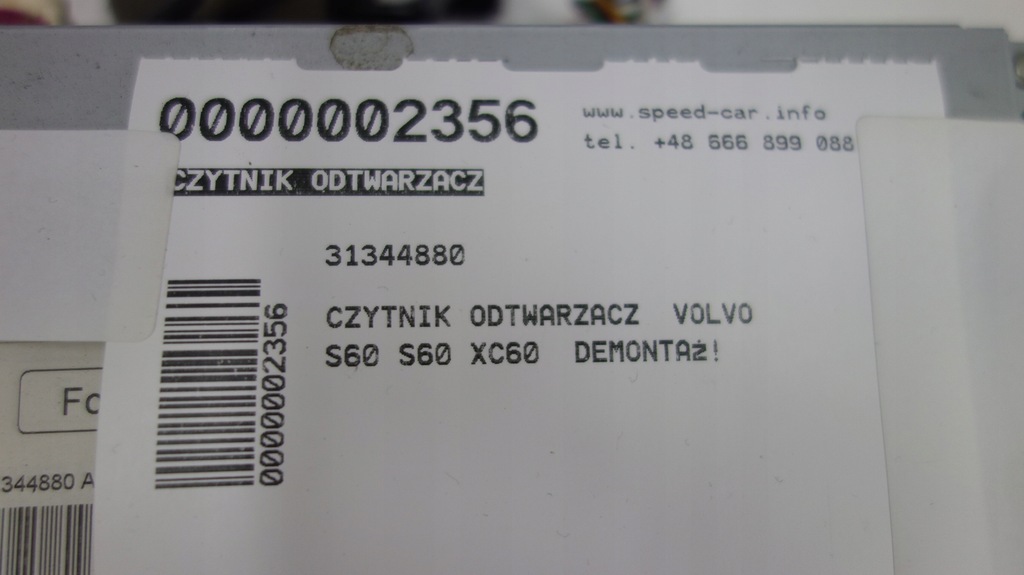 0000002356
www.speed-car.info
tel. +48 666 899 088
CZYTNIK ODTWARZACZ
31344880
CZYTNIK ODTWARZACZ VOLVO
S60 S60 XC60 DEMONTAż!
0000002356
Fo
344880 A